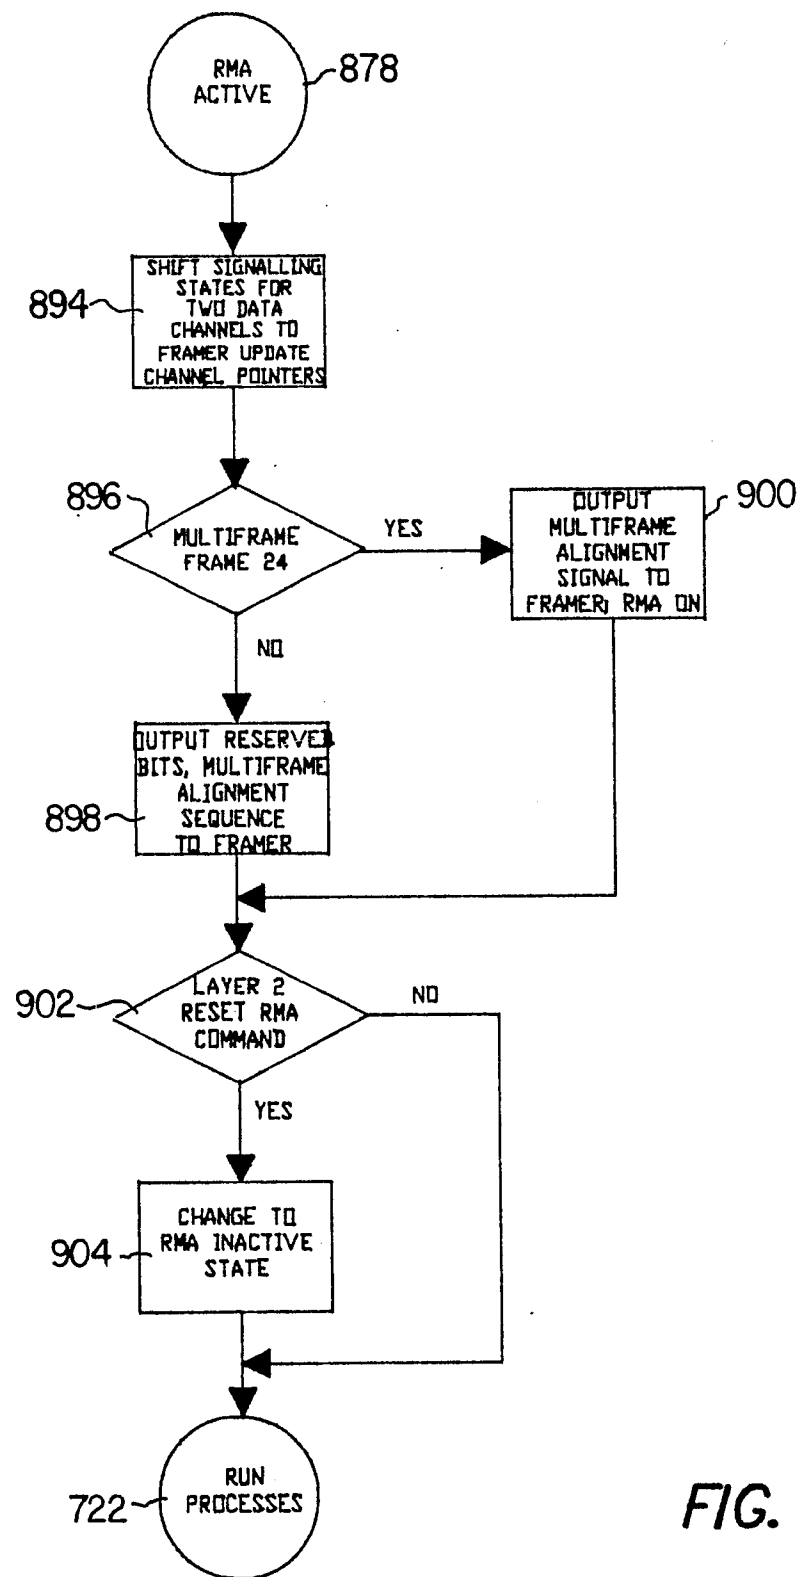 RMA
ACTIVE
878
SHIFT SIGNALLING
STATES FOR
TWO DATA
CHANNELS TO
FRAMER UPDATE
CHANNEL POINTERS
894
896
MULTIFRAME
FRAME 24
YES
OUTPUT
MULTIFRAME
ALIGNMENT
SIGNAL TO
FRAMER; RMA ON
900
NO
OUTPUT RESERVED
BITS, MULTIFRAME
ALIGNMENT
SEQUENCE
TO FRAMER
898
902
LAYER 2
RESET RMA
COMMAND
NO
YES
CHANGE TO
RMA INACTIVE
STATE
904
RUN
PROCESSES
722
FIG.